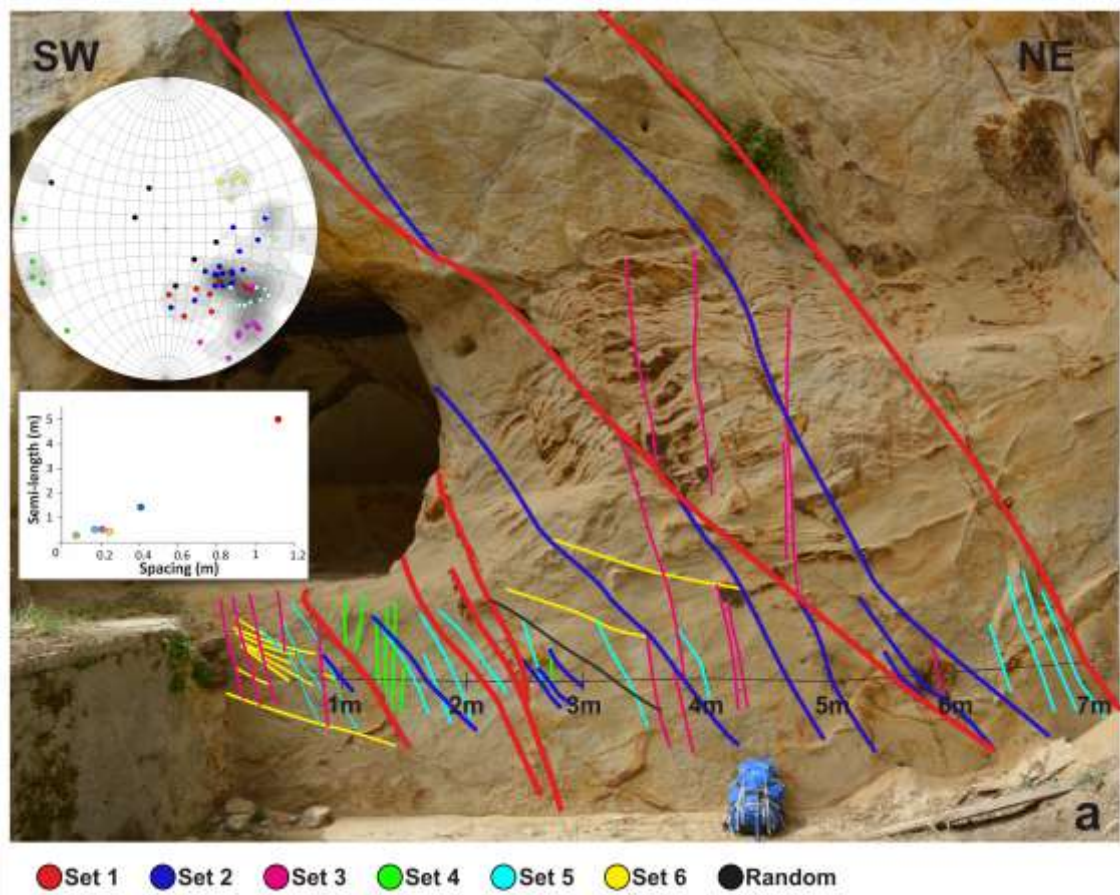 SW
NE
Semi-length (m)
5
4
3
2
1
0
0.2
0.4
0.6
0.8
1
1.2
Spacing (m)
1m
2m
3m
4m
5m
6m
7m
a
Set 1
Set 2
Set 3
Set 4
Set 5
Set 6
Random